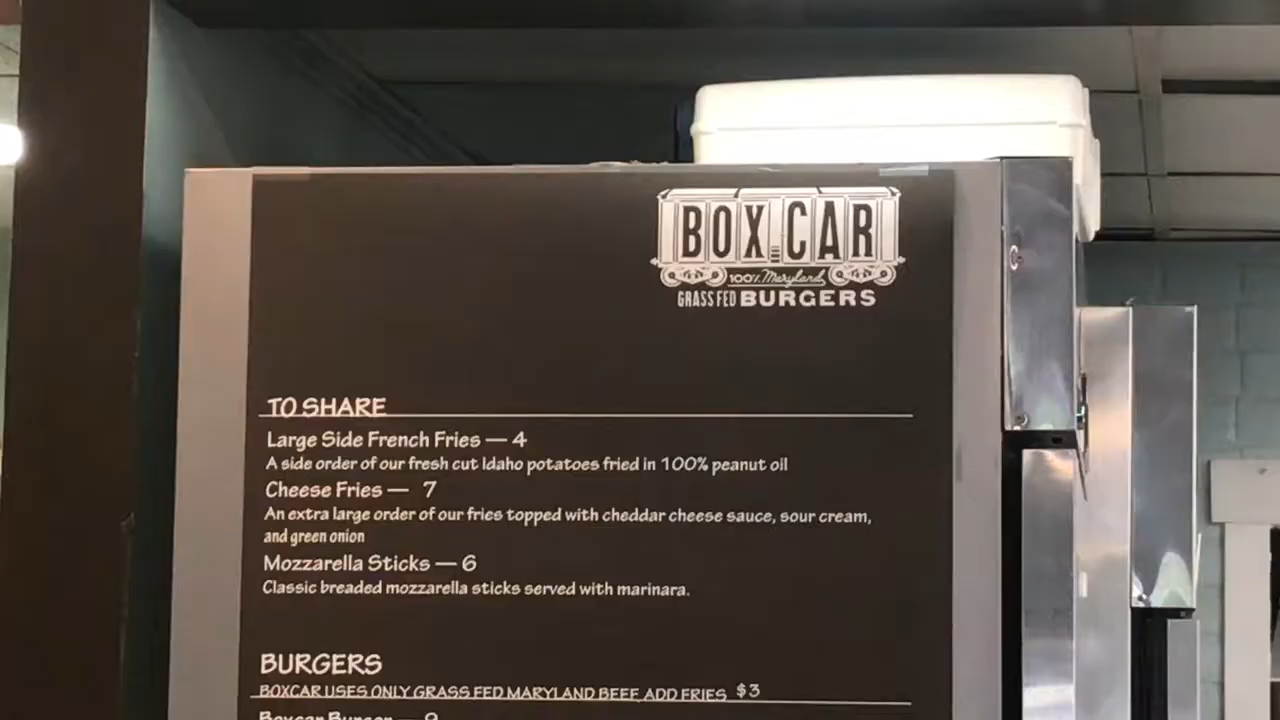 BOXCAR
100% Maryland
GRASS FED BURGERS
TO SHARE
Large Side French Fries — 4
A side order of our fresh cut Idaho potatoes fried in 100% peanut oil
Cheese Fries — 7
An extra large order of our fries topped with cheddar cheese sauce, sour cream,
and green onion
Mozzarella Sticks — 6
Classic breaded mozzarella sticks served with marinara.
BURGERS
BOXCAR USES ONLY GRASS FED MARYLAND BEEF ADD FRIES $3
Boxcar Burger — 9